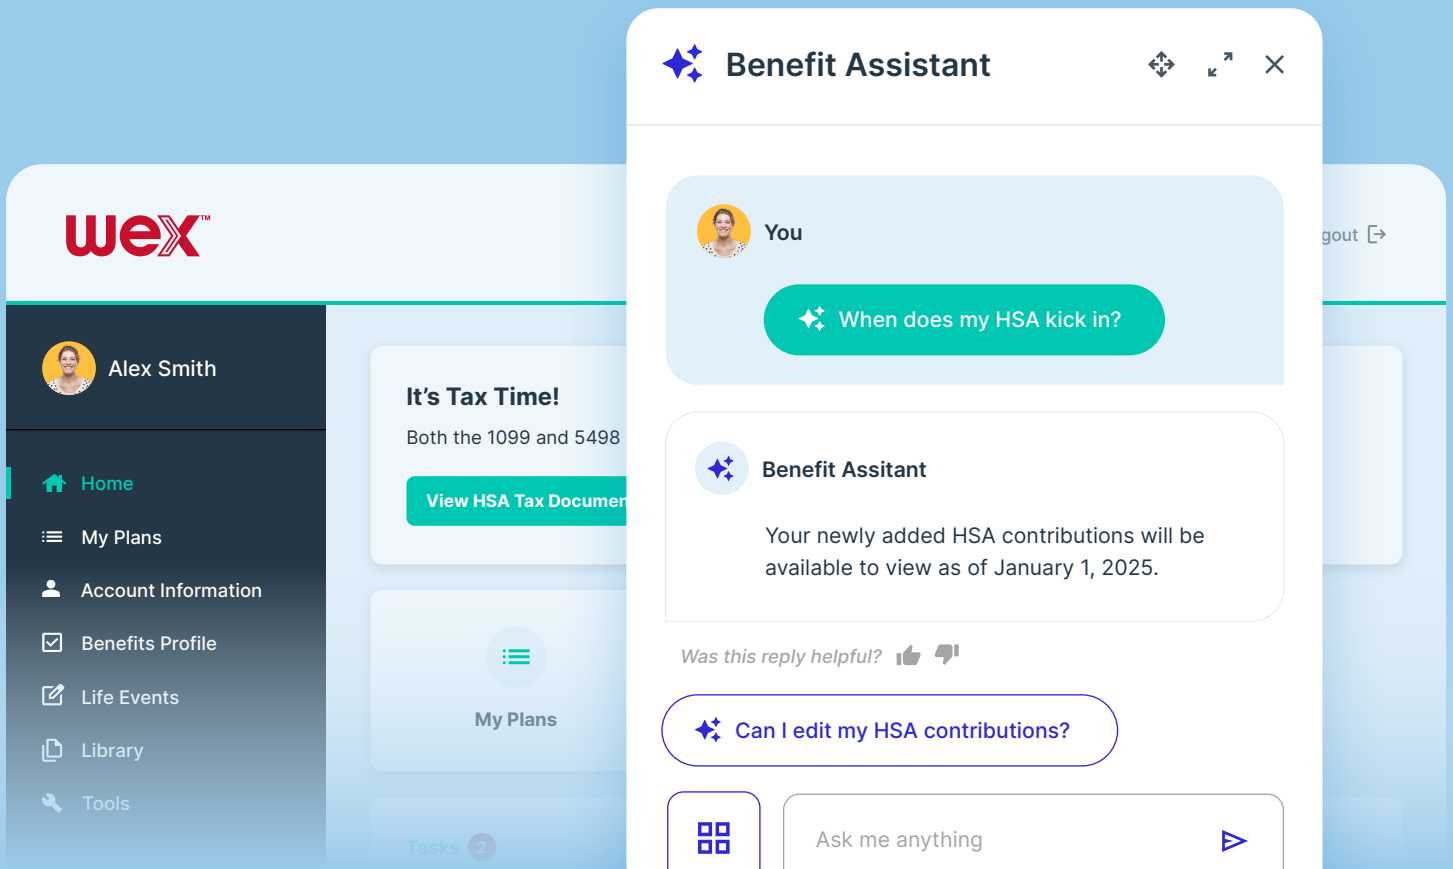 Benefit Assistant
wex™
gout
You
When does my HSA kick in?
Alex Smith
Home
My Plans
Account Information
Benefits Profile
Life Events
Library
Tools
It’s Tax Time!
Both the 1099 and 5498
View HSA Tax Documen
My Plans
Tasks 2
Benefit Assitant
Your newly added HSA contributions will be
available to view as of January 1, 2025.
Was this reply helpful?
Can I edit my HSA contributions?
Ask me anything